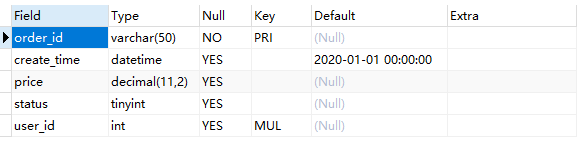 Field Type Null Key Default Extra
order_id varchar(50) NO PRI (Null)
create_time datetime YES 2020-01-01 00:00:00
price decimal(11,2) YES (Null)
status tinyint YES (Null)
user_id int YES MUL (Null)